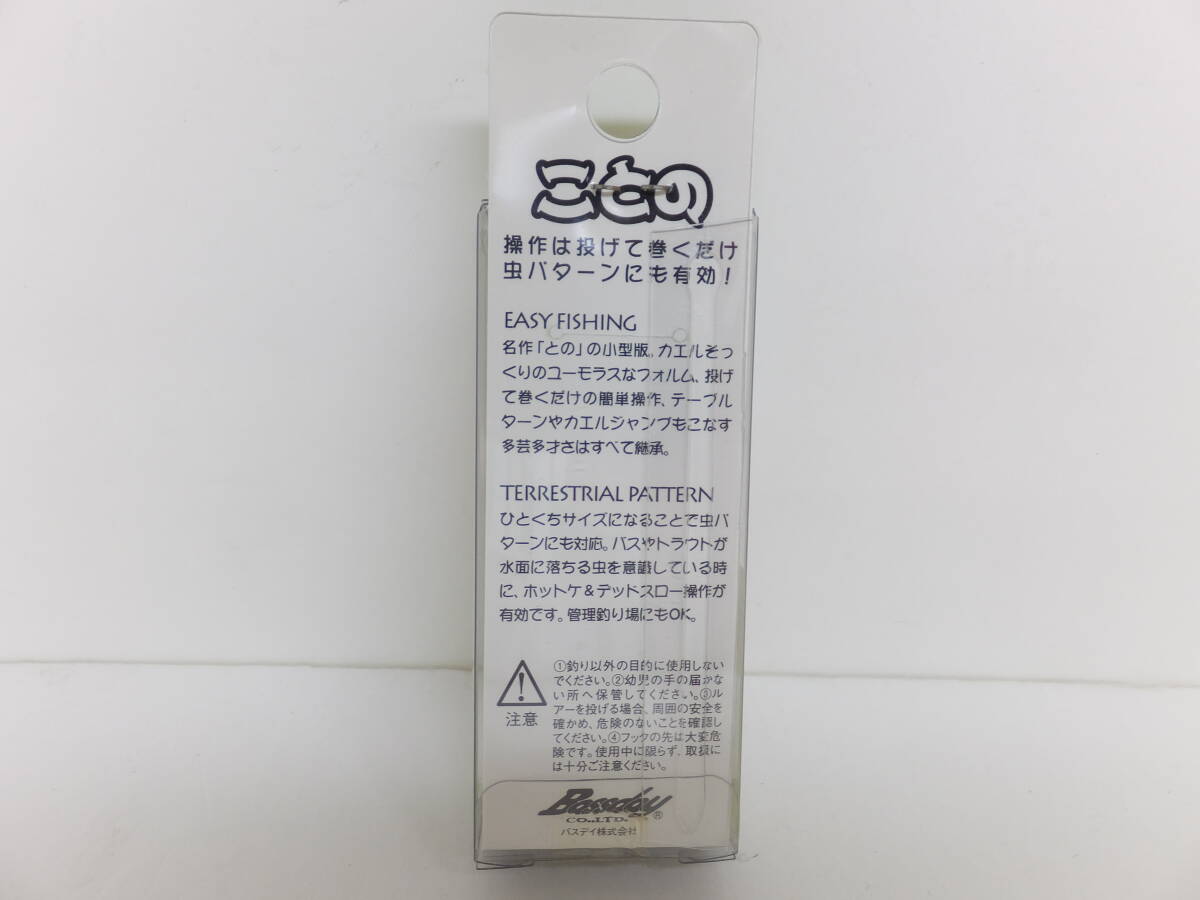 ことの
操作は投げて巻くだけ
虫パターンにも有効！
EASY FISHING
名作「との」の小型版。カエルそっ
くりのユーモラスなフォルム、投げ
て巻くだけの簡単操作、テーブル
ターンやカエルジャンプもこなす
多芸多才さはすべて継承。
TERRESTRIAL PATTERN
ひとくちサイズになることで虫パ
ターンにも対応。バスやトラウトが
水面に落ちる虫を意識している時
に、ホットケ&デッドスロー操作が
有効です。管理釣り場にもOK。
①釣り以外の目的に使用しない
でください。②幼児の手の届かな
い所へ保管してください。③ル
アーを投げる場合、周囲の安全を
確かめ、危険のないことを確認し
てください。④フックの先は大変危
険です。使用中に限らず、取扱に
は十分ご注意ください。
注意
Bassday®
CO.,LTD.
バスデイ株式会社